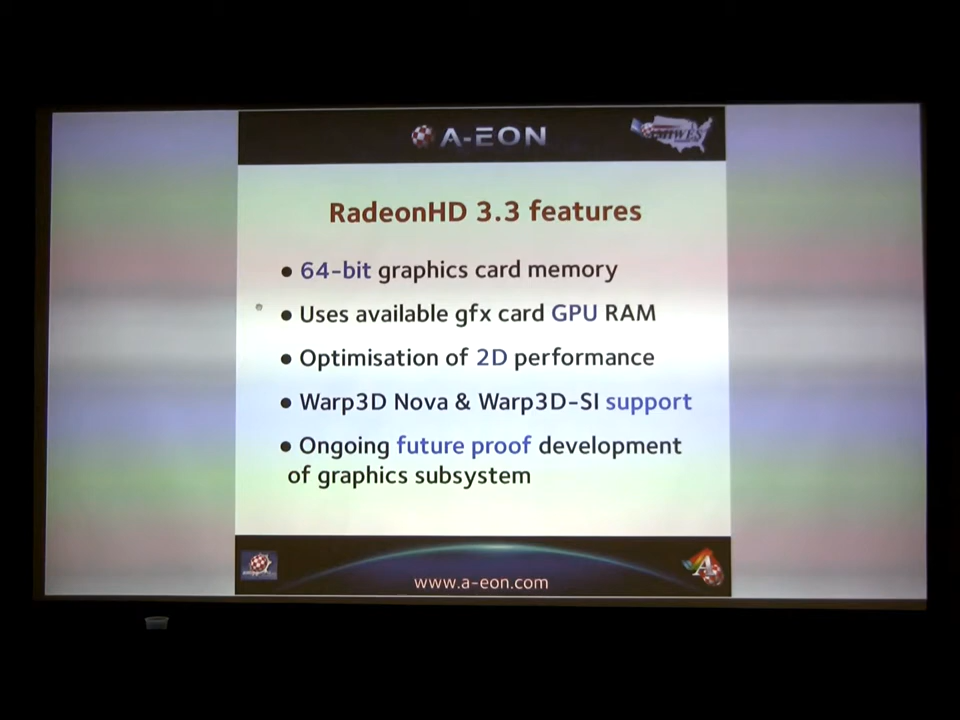 A-EON
AMIWEST
RadeonHD 3.3 features
● 64-bit graphics card memory
● Uses available gfx card GPU RAM
● Optimisation of 2D performance
● Warp3D Nova & Warp3D-SI support
● Ongoing future proof development
of graphics subsystem
A
www.a-eon.com